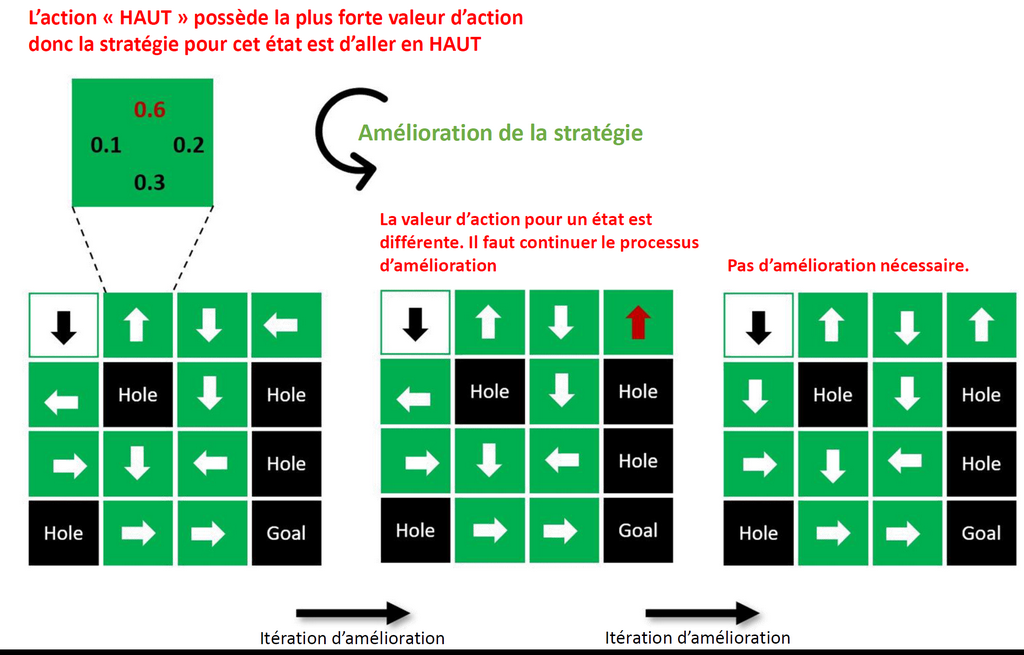 L'action « HAUT » possède la plus forte valeur d'action
donc la stratégie pour cet état est d'aller en HAUT
0.6
0.1 0.2
0.3
Amélioration de la stratégie
La valeur d'action pour un état est
différente. Il faut continuer le processus
d'amélioration
Pas d'amélioration nécessaire.
Hole Hole
Hole
Hole Goal
Hole Hole
Hole
Hole Goal
Hole Hole
Hole
Hole Goal
Itération d'amélioration
Itération d'amélioration